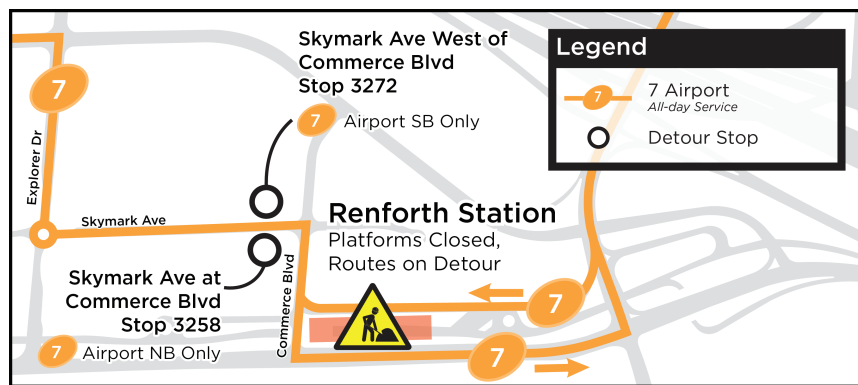 Skymark Ave West of
Commerce Blvd
Stop 3272
7
Airport SB Only
Legend
7
7 Airport
All-day Service
Detour Stop
7
Explorer Dr
Skymark Ave
Renforth Station
Platforms Closed,
Routes on Detour
Skymark Ave at
Commerce Blvd
Stop 3258
7
Airport NB Only
Commerce Blvd
7
7